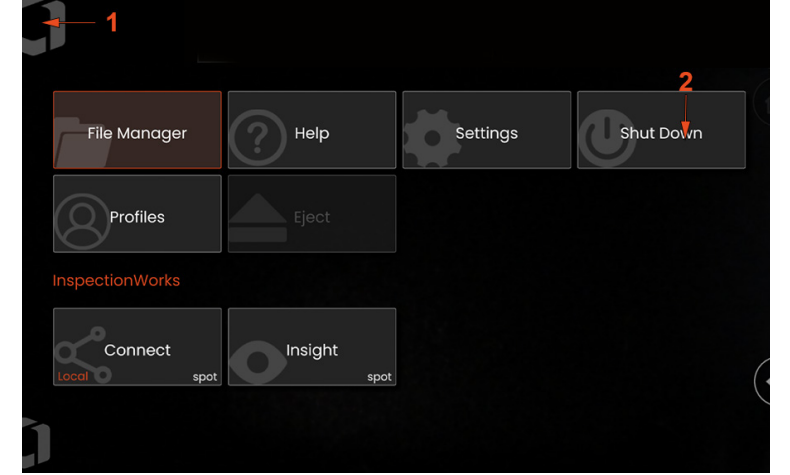 1
2
File Manager
Help
Settings
Shut Down
Profiles
Eject
InspectionWorks
Connect
Local
spot
Insight
spot